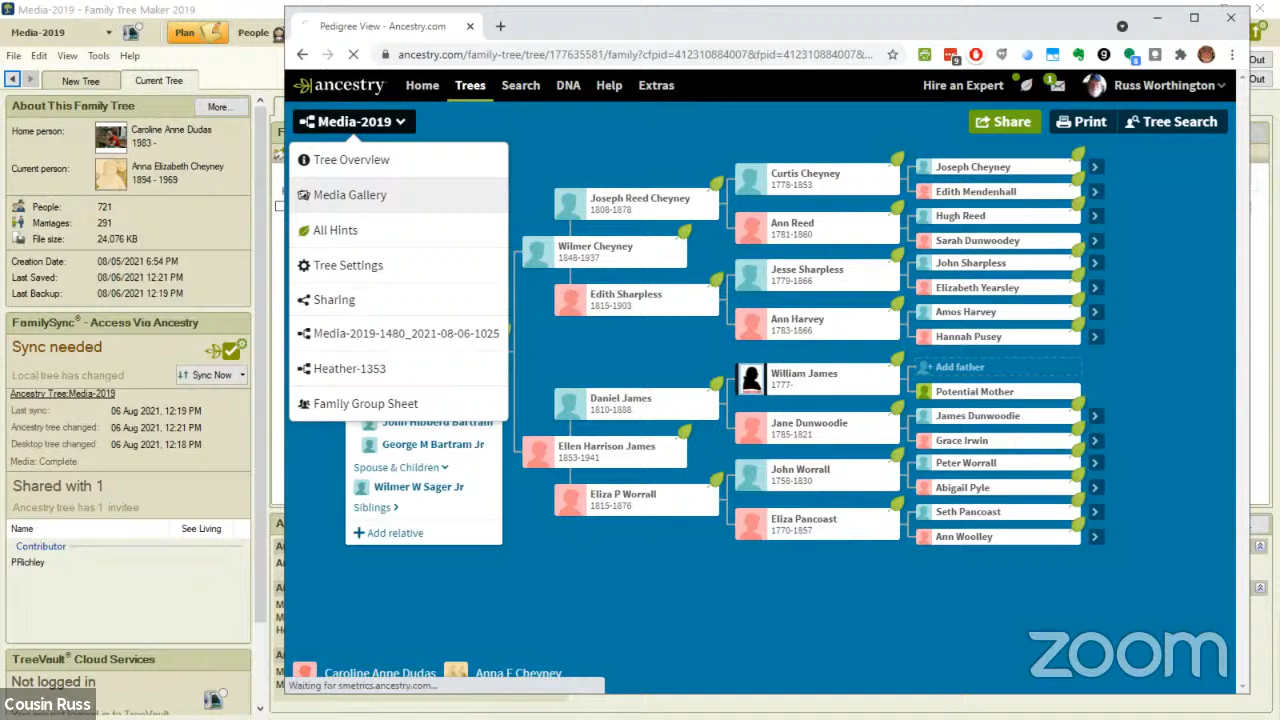 Media-2019 - Family Tree Maker 2019
Media-2019
Plan
People
File Edit View Tools Help
New Tree
Current Tree
About This Family Tree
More...
Home person:
Caroline Anne Dudas
1983 -
Current person:
Anna Elizabeth Cheyney
1894 - 1969
People: 721
Marriages: 291
File size: 24,076 KB
Creation Date: 08/05/2021 6:54 PM
Last Saved: 08/06/2021 12:21 PM
Last Backup: 08/06/2021 12:19 PM
FamilySync® - Access Via Ancestry
Sync needed
Local tree has changed
Sync Now
Ancestry Tree:Media-2019
Last sync: 06 Aug 2021, 12:19 PM
Ancestry tree changed: 06 Aug 2021, 12:21 PM
Desktop tree changed: 06 Aug 2021, 12:18 PM
Media: Complete
Shared with 1
Ancestry tree has 1 invitee
Name See Living
Contributor
PRichley
TreeVault® Cloud Services
Not logged in
Cousin Russ
Pedigree View - Ancestry.com
ancestry.com/family-tree/tree/177635581/family?cfpid=412310884007&fpid=412310884007&...
9
8
ancestry
Home
Trees
Search
DNA
Help
Extras
Hire an Expert
1
Russ Worthington
Media-2019
Share
Print
Tree Search
Tree Overview
Media Gallery
All Hints
Tree Settings
Sharing
Media-2019-1480_2021-08-06-1025
Heather-1353
Family Group Sheet
John Hibberd Bartram
George M Bartram Jr
Spouse & Children
Wilmer W Sager Jr
Siblings
Add relative
Wilmer Cheyney
1848-1937
Ellen Harrison James
1853-1941
Joseph Reed Cheyney
1808-1878
Edith Sharpless
1815-1903
Daniel James
1810-1888
Eliza P Worrall
1815-1876
Curtis Cheyney
1778-1853
Ann Reed
1781-1860
Jesse Sharpless
1779-1866
Ann Harvey
1783-1866
William James
1777-
Jane Dunwoodie
1785-1821
John Worrall
1758-1830
Eliza Pancoast
1770-1857
Joseph Cheyney
Edith Mendenhall
Hugh Reed
Sarah Dunwoodey
John Sharpless
Elizabeth Yearsley
Amos Harvey
Hannah Pusey
Add father
Potential Mother
James Dunwoodie
Grace Irwin
Peter Worrall
Abigail Pyle
Seth Pancoast
Ann Woolley
Caroline Anne Dudas
Anna E Cheyney
Waiting for smetrics.ancestry.com...
Out
Out
zoom